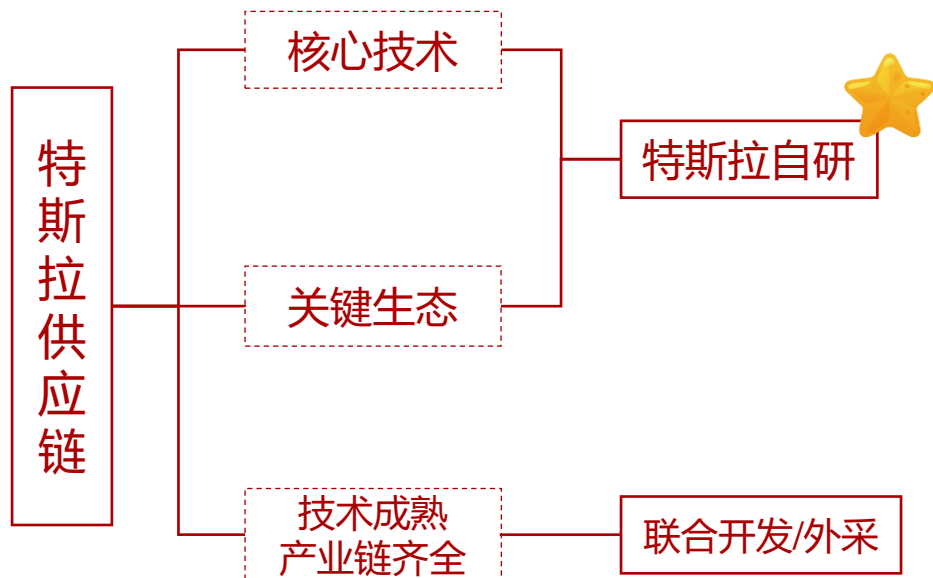 特斯拉供应链
核心技术
特斯拉自研
关键生态
技术成熟
产业链齐全
联合开发/外采